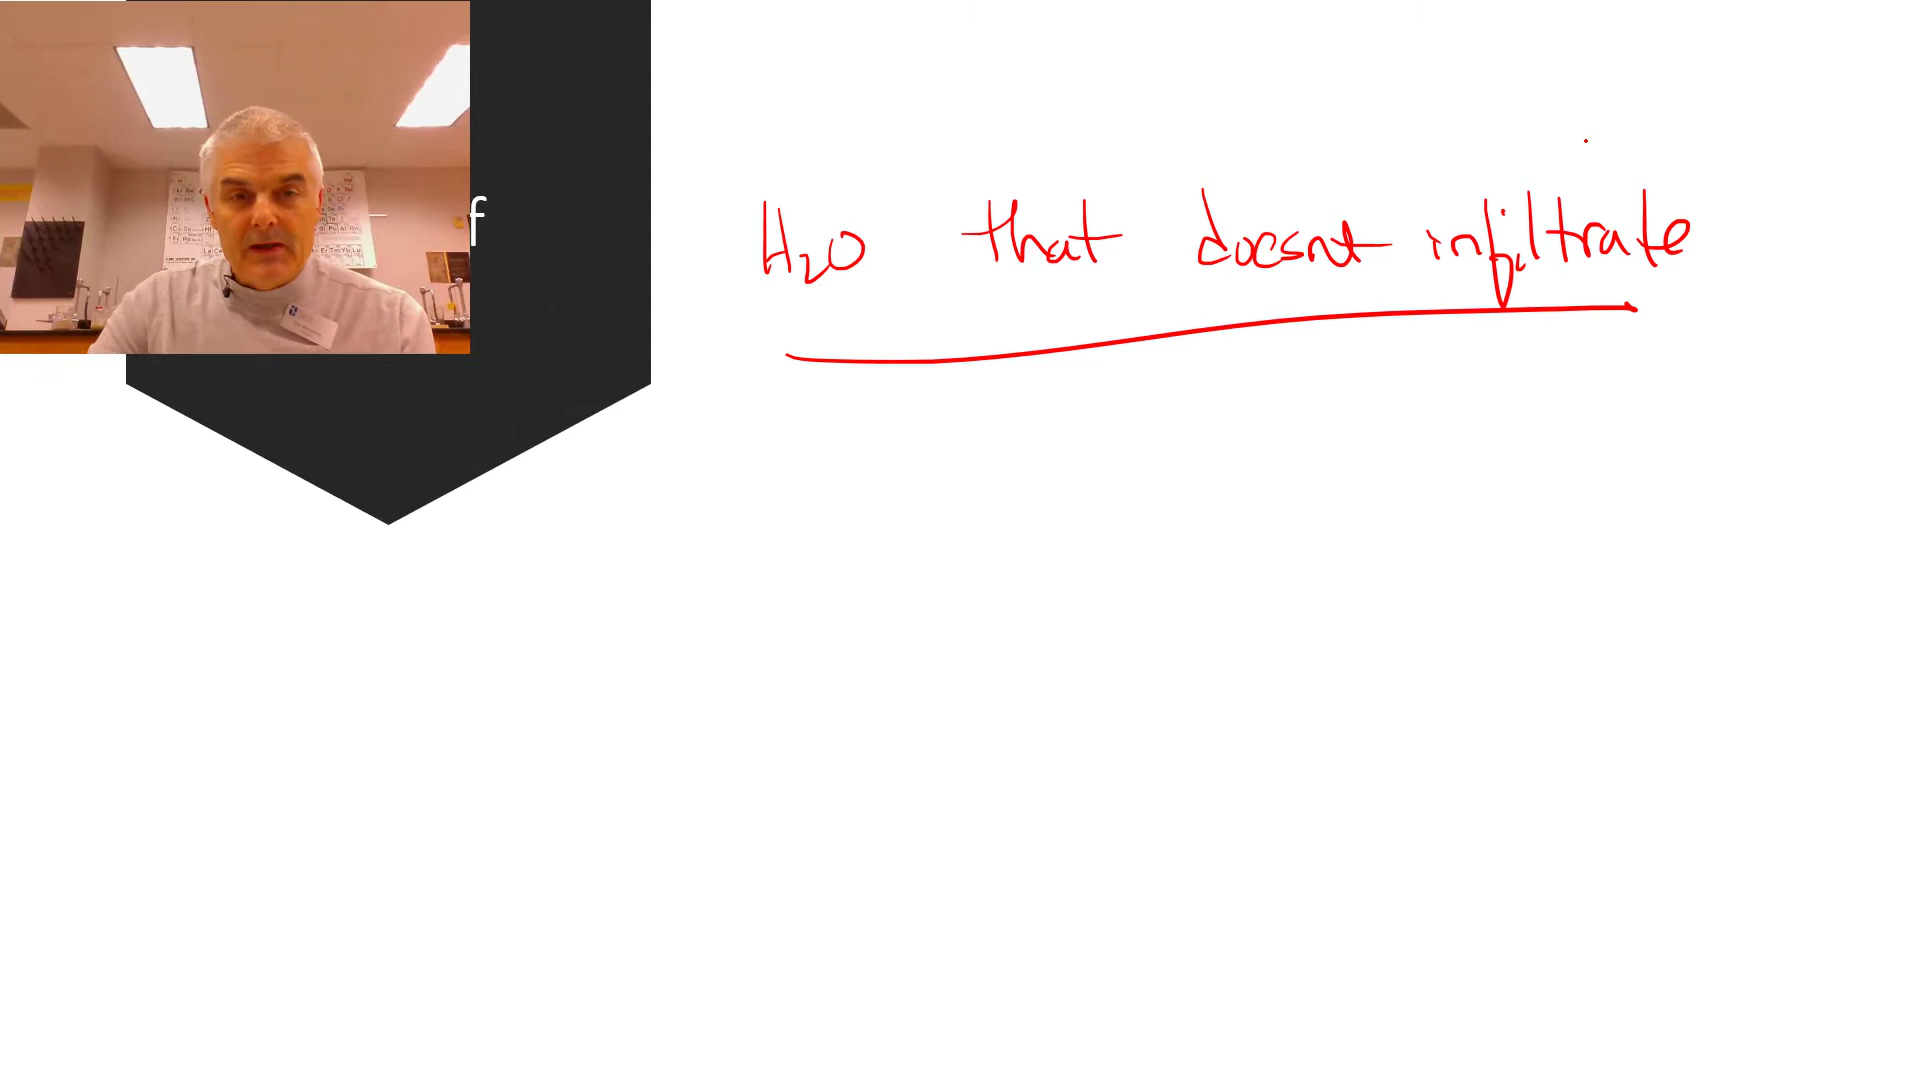 f
H₂O that doesnt infiltrate